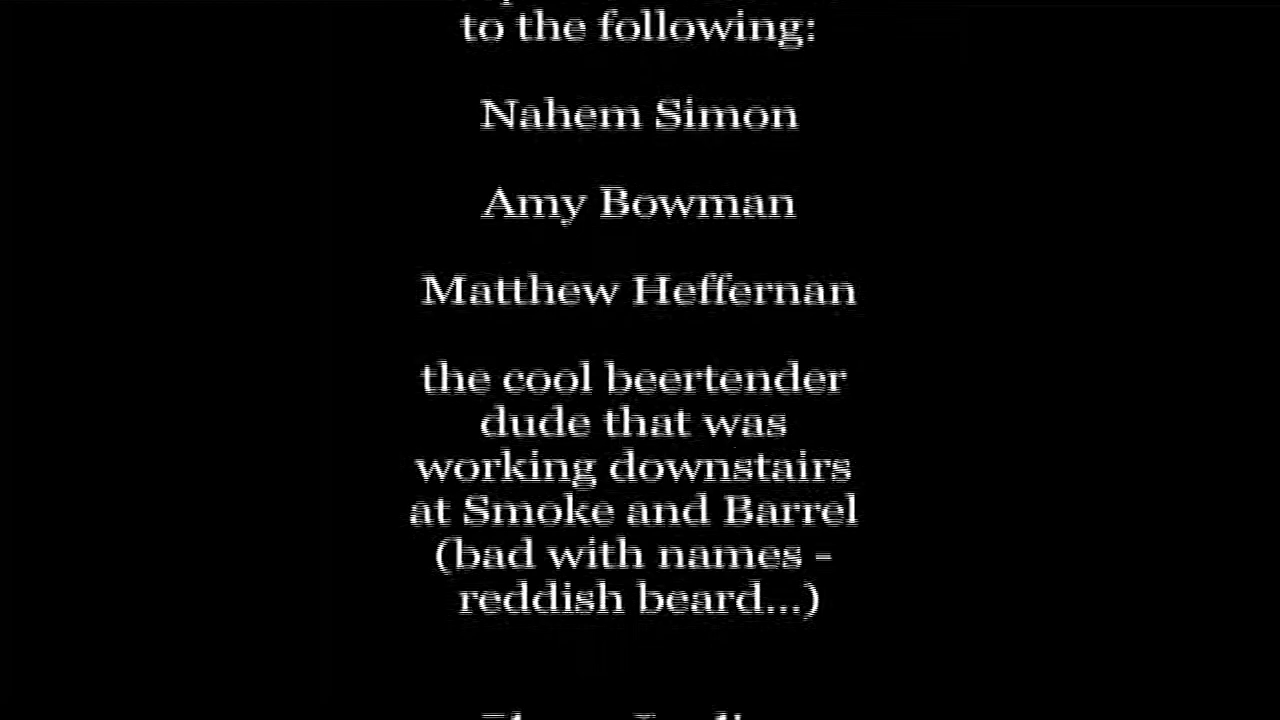 to the following:
Nahem Simon
Amy Bowman
Matthew Heffernan
the cool beertender
dude that was
working downstairs
at Smoke and Barrel
(bad with names -
reddish beard...)